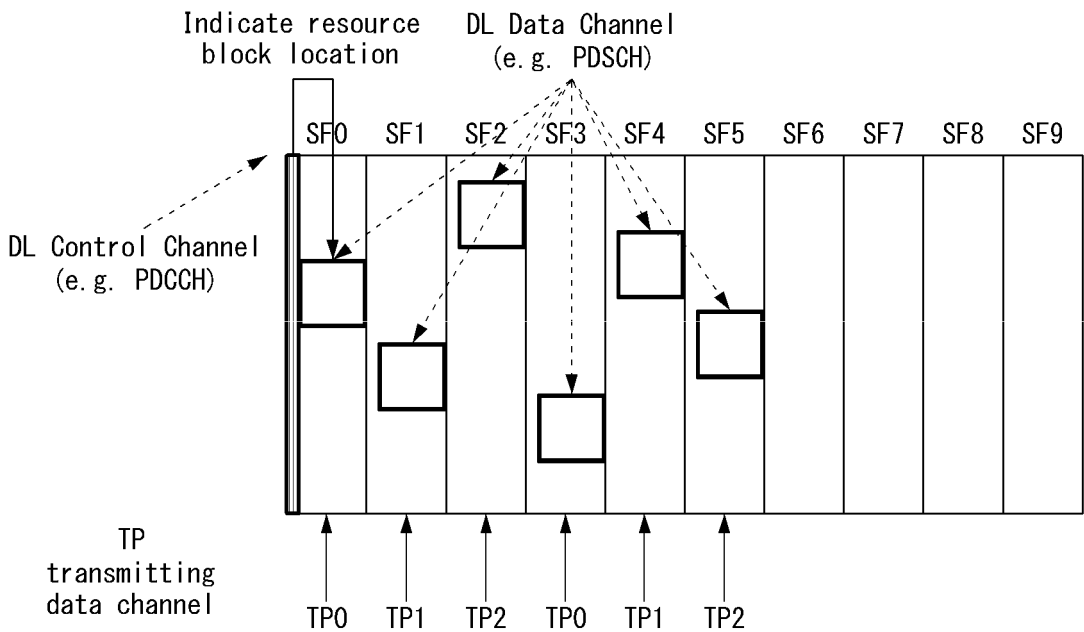 Indicate resource
block location
DL Data Channel
(e.g. PDSCH)
SF0 SF1 SF2 SF3 SF4 SF5 SF6 SF7 SF8 SF9
DL Control Channel
(e.g. PDCCH)
TP
transmitting
data channel
TP0 TP1 TP2 TP0 TP1 TP2